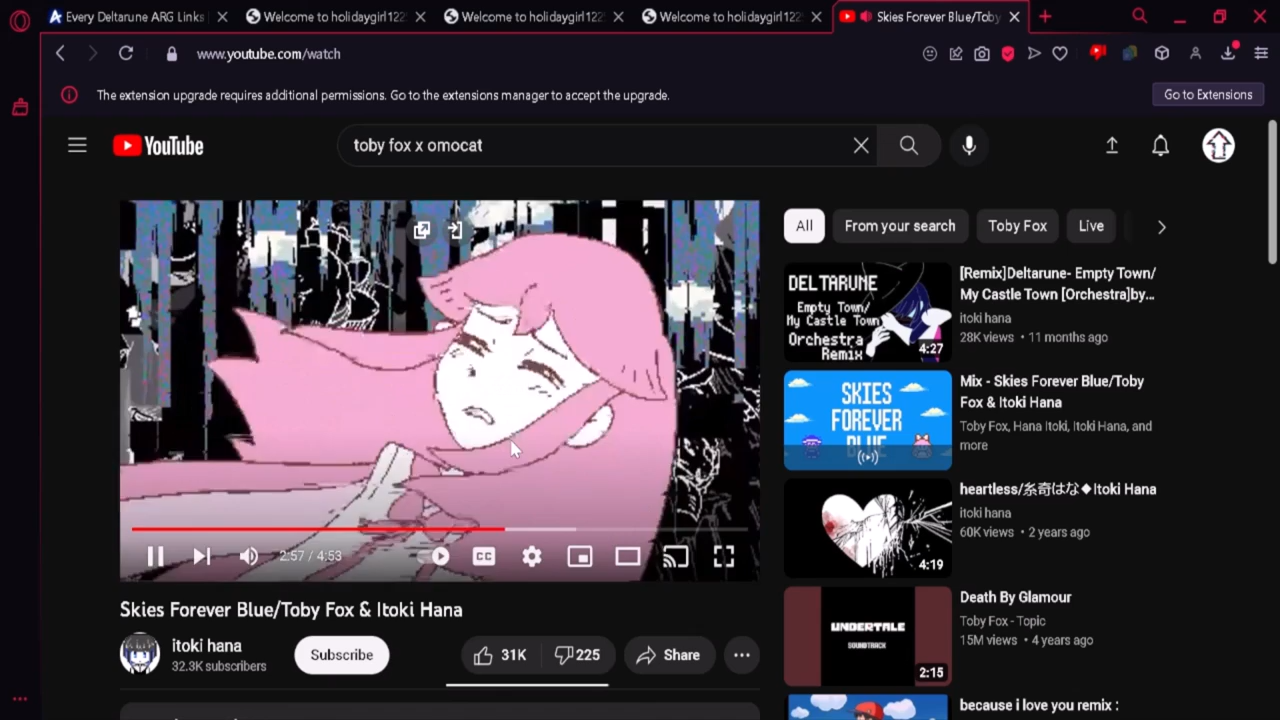 Every Deltarune ARG Links
Welcome to holidaygirl122
Welcome to holidaygirl122
Welcome to holidaygirl122
Skies Forever Blue/Toby
www.youtube.com/watch
The extension upgrade requires additional permissions. Go to the extensions manager to accept the upgrade.
Go to Extensions
YouTube
toby fox x omocat
All
From your search
Toby Fox
Live
DELTARUNE
Empty Town/
My Castle Town
Orchestra
Remix
4:27
[Remix]Deltarune- Empty Town/
My Castle Town [Orchestra]by...
itoki hana
28K views • 11 months ago
SKIES
FOREVER
BLUE
Mix - Skies Forever Blue/Toby
Fox & Itoki Hana
Toby Fox, Hana Itoki, Itoki Hana, and
more
4:19
heartless/糸奇はな◆Itoki Hana
itoki hana
60K views • 2 years ago
UNDERTALE
SOUNDTRACK
2:15
Death By Glamour
Toby Fox - Topic
15M views • 4 years ago
because i love you remix :
2:57 / 4:53
CC
Skies Forever Blue/Toby Fox & Itoki Hana
itoki hana
32.3K subscribers
Subscribe
31K
225
Share